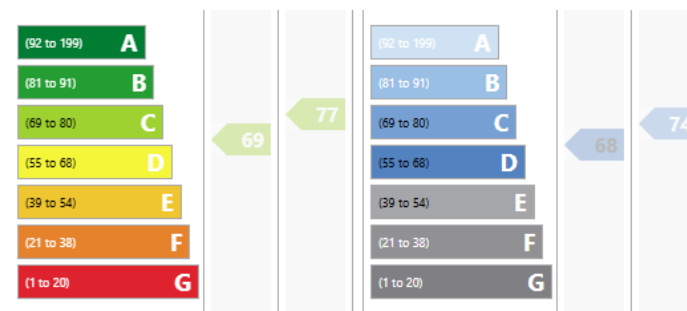 (92 to 199) A
(81 to 91) B
(69 to 80) C
(55 to 68) D
(39 to 54) E
(21 to 38) F
(1 to 20) G
69
77
(92 to 199) A
(81 to 91) B
(69 to 80) C
(55 to 68) D
(39 to 54) E
(21 to 38) F
(1 to 20) G
68
74